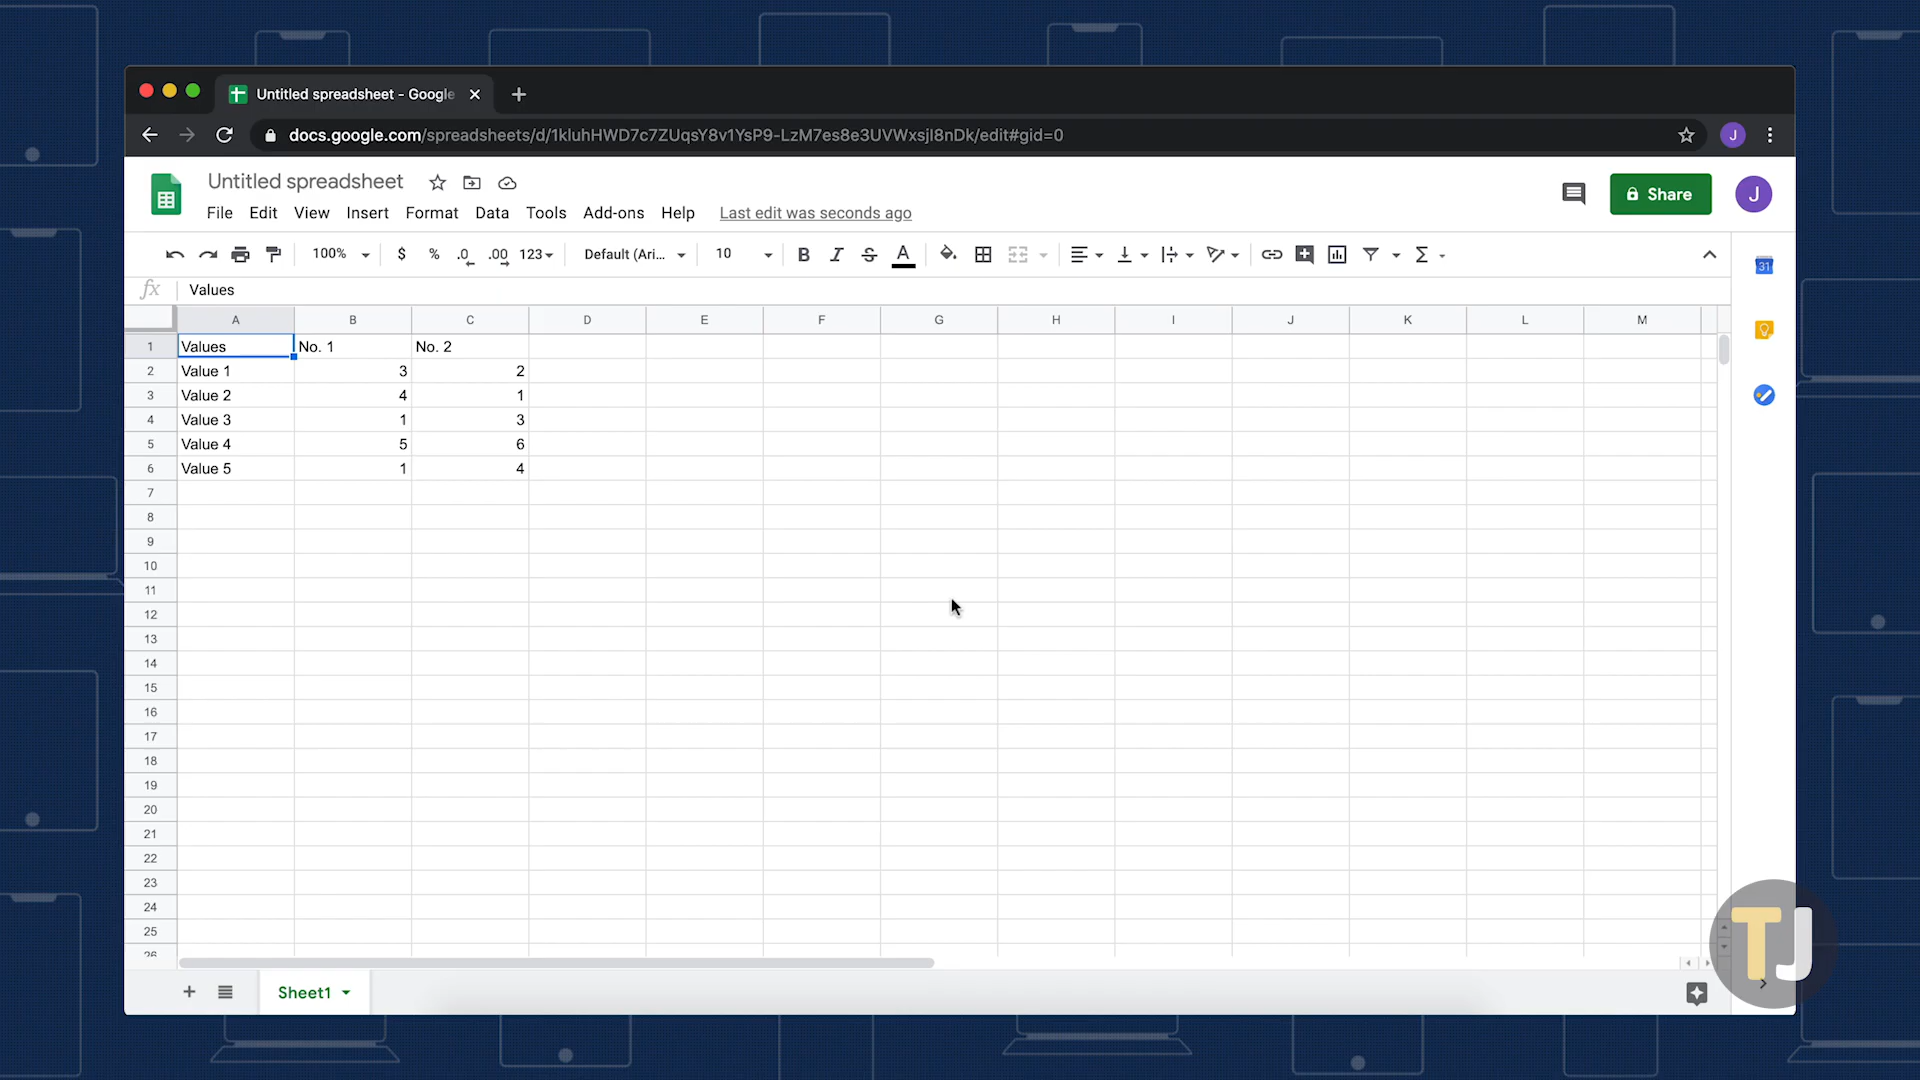 Untitled spreadsheet - Google
docs.google.com/spreadsheets/d/1kluhHWD7c7ZUqsY8v1YsP9-LzM7es8e3UVWxsjl8nDk/edit#gid=0
J
Untitled spreadsheet
File Edit View Insert Format Data Tools Add-ons Help Last edit was seconds ago
Share
J
100% $ % .0 .00 123 Default (Ari... 10 B I S A Σ
31
fx Values
A B C D E F G H I J K L M
1 Values No. 1 No. 2
2 Value 1 3 2
3 Value 2 4 1
4 Value 3 1 3
5 Value 4 5 6
6 Value 5 1 4
7
8
9
10
11
12
13
14
15
16
17
18
19
20
21
22
23
24
25
26
Sheet1
TJ